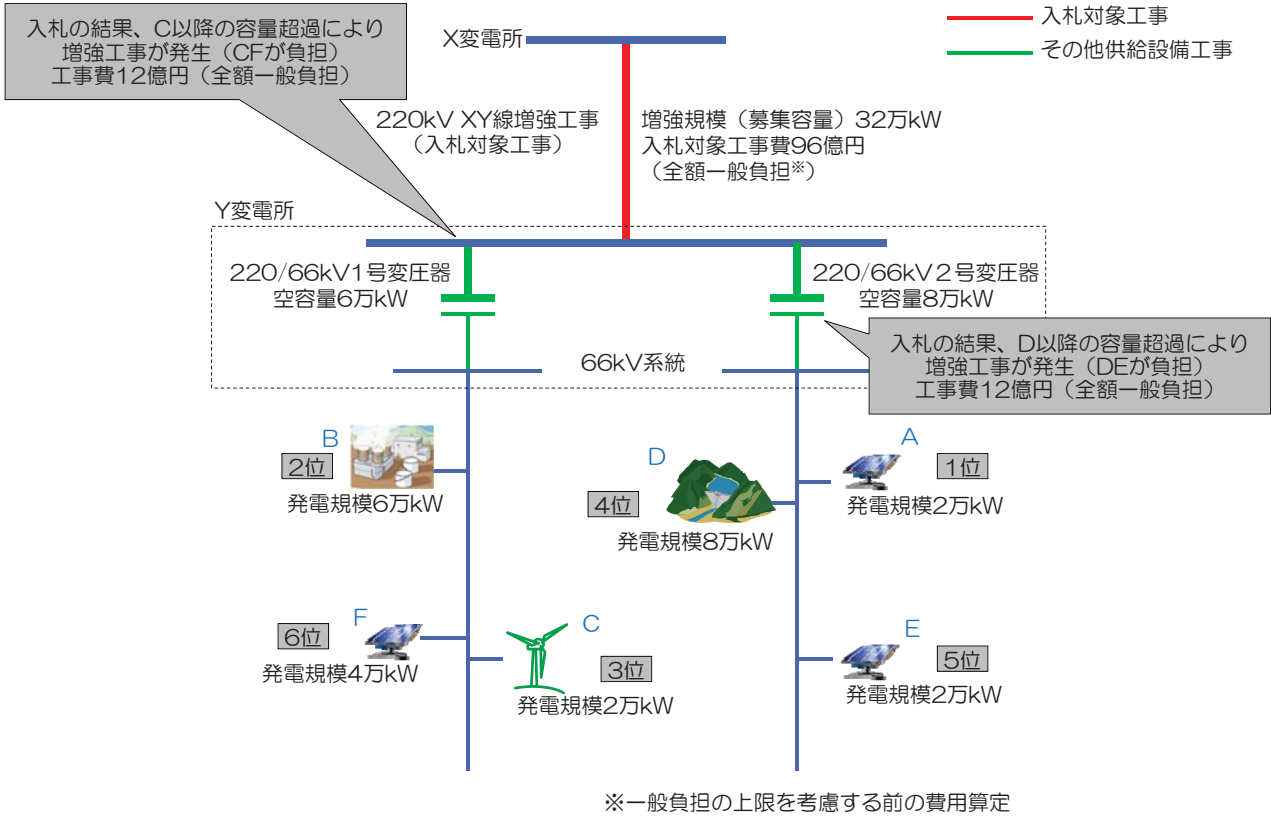 入札の結果、C以降の容量超過により
増強工事が発生（CFが負担）
工事費12億円（全額一般負担）
X変電所
入札対象工事
その他供給設備工事
220kV XY線増強工事
（入札対象工事）
増強規模（募集容量）32万kW
入札対象工事費96億円
（全額一般負担※）
Y変電所
220/66kV1号変圧器
空容量6万kW
220/66kV2号変圧器
空容量8万kW
入札の結果、D以降の容量超過により
増強工事が発生（DEが負担）
工事費12億円（全額一般負担）
66kV系統
B
2位
発電規模6万kW
D
4位
発電規模8万kW
A
1位
発電規模2万kW
F
6位
発電規模4万kW
C
3位
発電規模2万kW
E
5位
発電規模2万kW
※一般負担の上限を考慮する前の費用算定